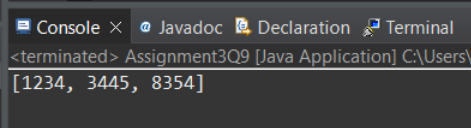 Console
Javadoc
Declaration
Terminal
<terminated> Assignment3Q9 [Java Application] C:\Users\
[1234, 3445, 8354]